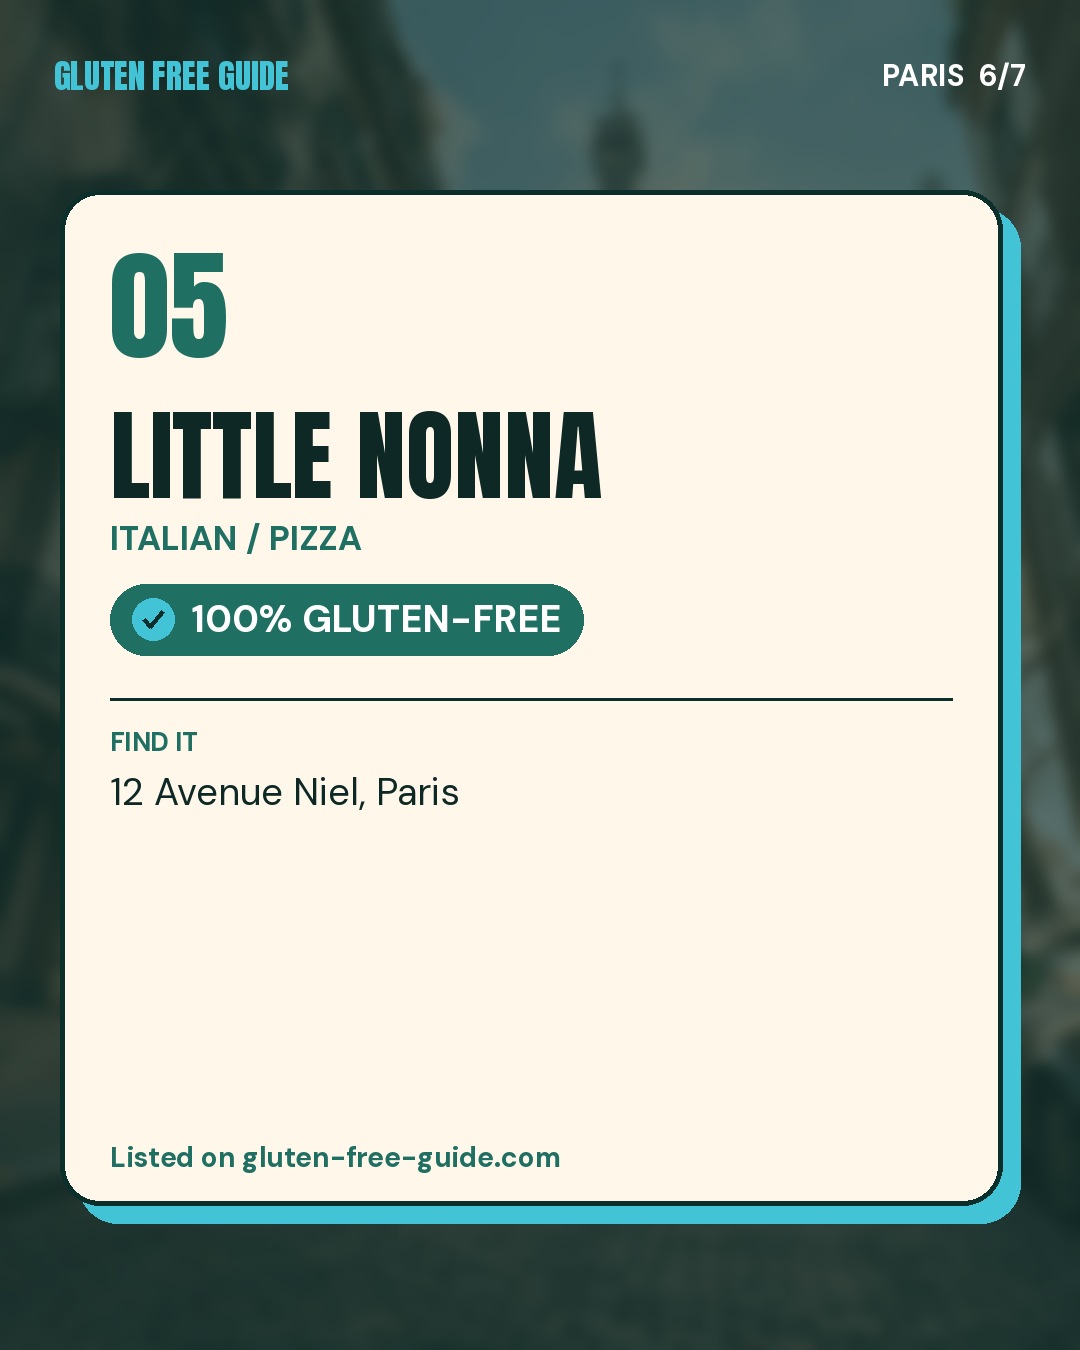 GLUTEN FREE GUIDE
PARIS 6/7
05
LITTLE NONNA
ITALIAN / PIZZA
100% GLUTEN-FREE
FIND IT
12 Avenue Niel, Paris
Listed on gluten-free-guide.com